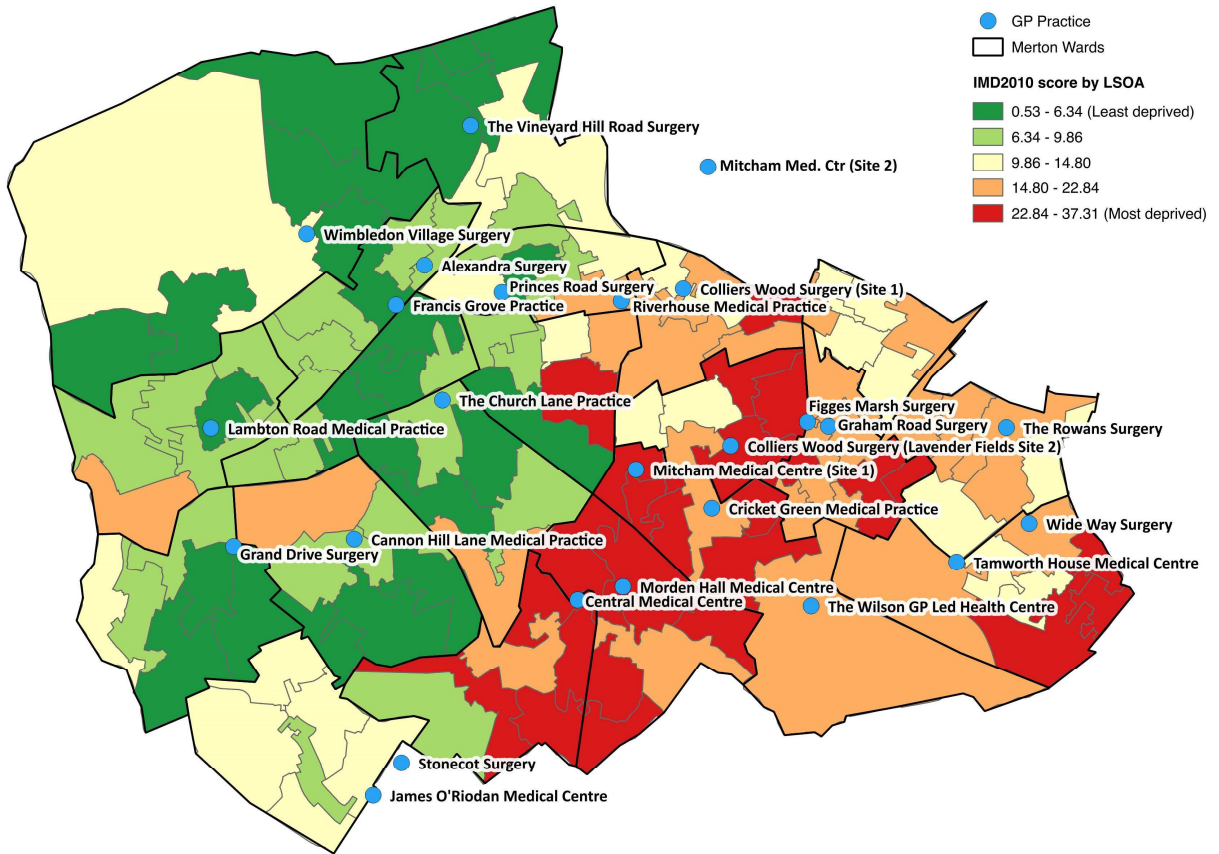 GP Practice
Merton Wards
IMD2010 score by LSOA
0.53 - 6.34 (Least deprived)
6.34 - 9.86
9.86 - 14.80
14.80 - 22.84
22.84 - 37.31 (Most deprived)
The Vineyard Hill Road Surgery
Mitcham Med. Ctr (Site 2)
Wimbledon Village Surgery
Alexandra Surgery
Princes Road Surgery
Colliers Wood Surgery (Site 1)
Francis Grove Practice
Riverhouse Medical Practice
The Church Lane Practice
Figges Marsh Surgery
Lambton Road Medical Practice
Graham Road Surgery
The Rowans Surgery
Colliers Wood Surgery (Lavender Fields Site 2)
Mitcham Medical Centre (Site 1)
Cricket Green Medical Practice
Wide Way Surgery
Cannon Hill Lane Medical Practice
Grand Drive Surgery
Tamworth House Medical Centre
Morden Hall Medical Centre
Central Medical Centre
The Wilson GP Led Health Centre
Stonecot Surgery
James O'Riodan Medical Centre